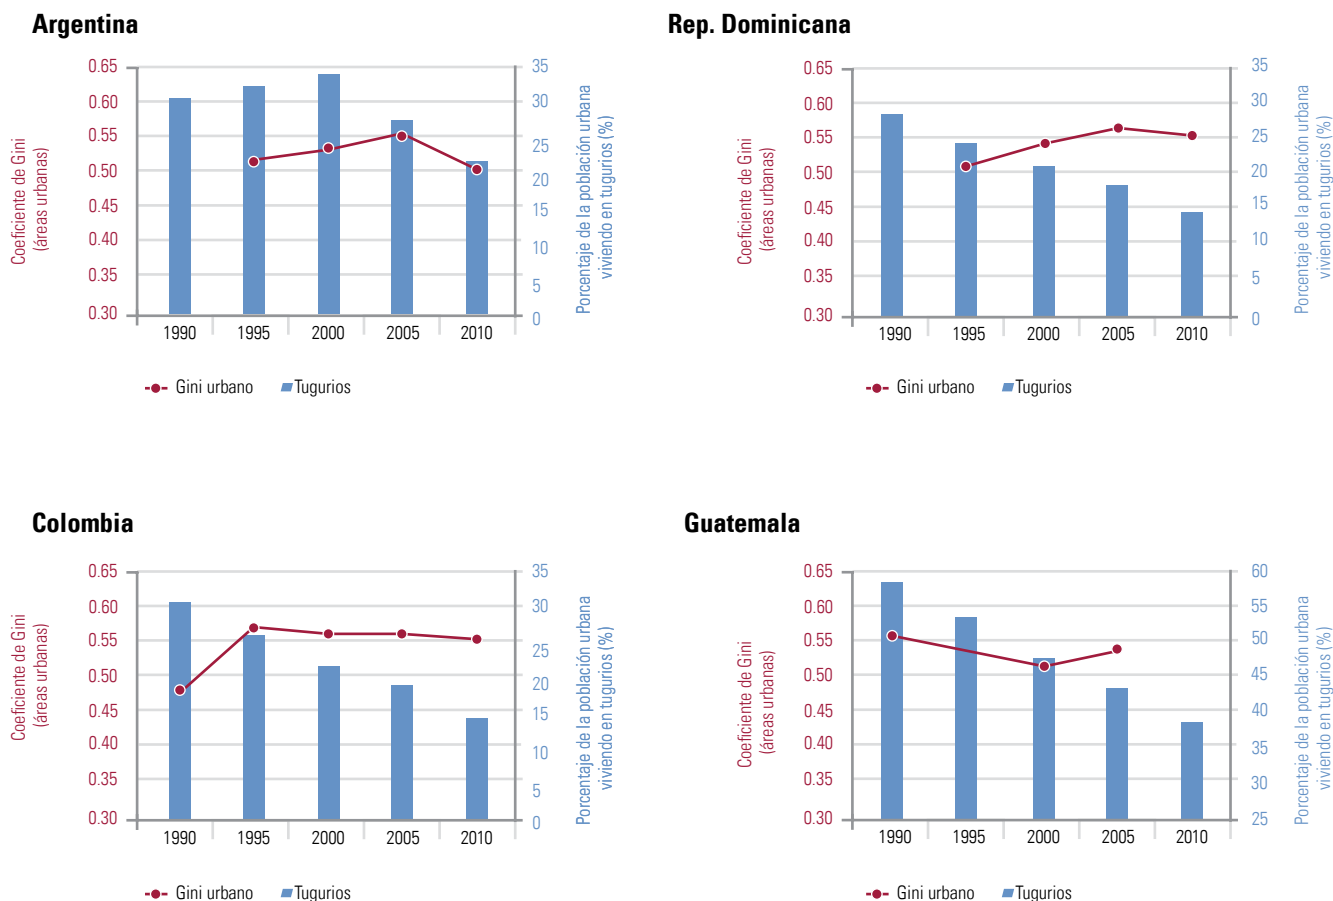 Argentina
Coeficiente de Gini
(áreas urbanas)
0.65
0.60
0.55
0.50
0.45
0.40
0.35
0.30
35
30
25
20
15
10
5
0
Porcentaje de la población urbana
viviendo en tugurios (%)
1990 1995 2000 2005 2010
Gini urbano Tugurios
Rep. Dominicana
Coeficiente de Gini
(áreas urbanas)
0.65
0.60
0.55
0.50
0.45
0.40
0.35
0.30
35
30
25
20
15
10
5
0
Porcentaje de la población urbana
viviendo en tugurios (%)
1990 1995 2000 2005 2010
Gini urbano Tugurios
Colombia
Coeficiente de Gini
(áreas urbanas)
0.65
0.60
0.55
0.50
0.45
0.40
0.35
0.30
35
30
25
20
15
10
5
0
Porcentaje de la población urbana
viviendo en tugurios (%)
1990 1995 2000 2005 2010
Gini urbano Tugurios
Guatemala
Coeficiente de Gini
(áreas urbanas)
0.65
0.60
0.55
0.50
0.45
0.40
0.35
0.30
60
55
50
45
40
35
30
25
Porcentaje de la población urbana
viviendo en tugurios (%)
1990 1995 2000 2005 2010
Gini urbano Tugurios